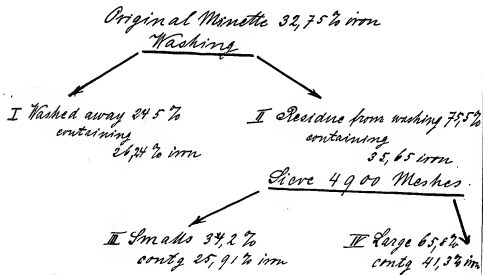 Original Minette 32,75% iron
Washing
I Washed away 24 5%
containing
26,24% iron
II Residue from washing 75,5%
containing
35,65 iron
Sieve 4900 Meshes
III Smalls 34,2%
contg 25,91% iron
IV Large 65,8%
contg 41,3% iron